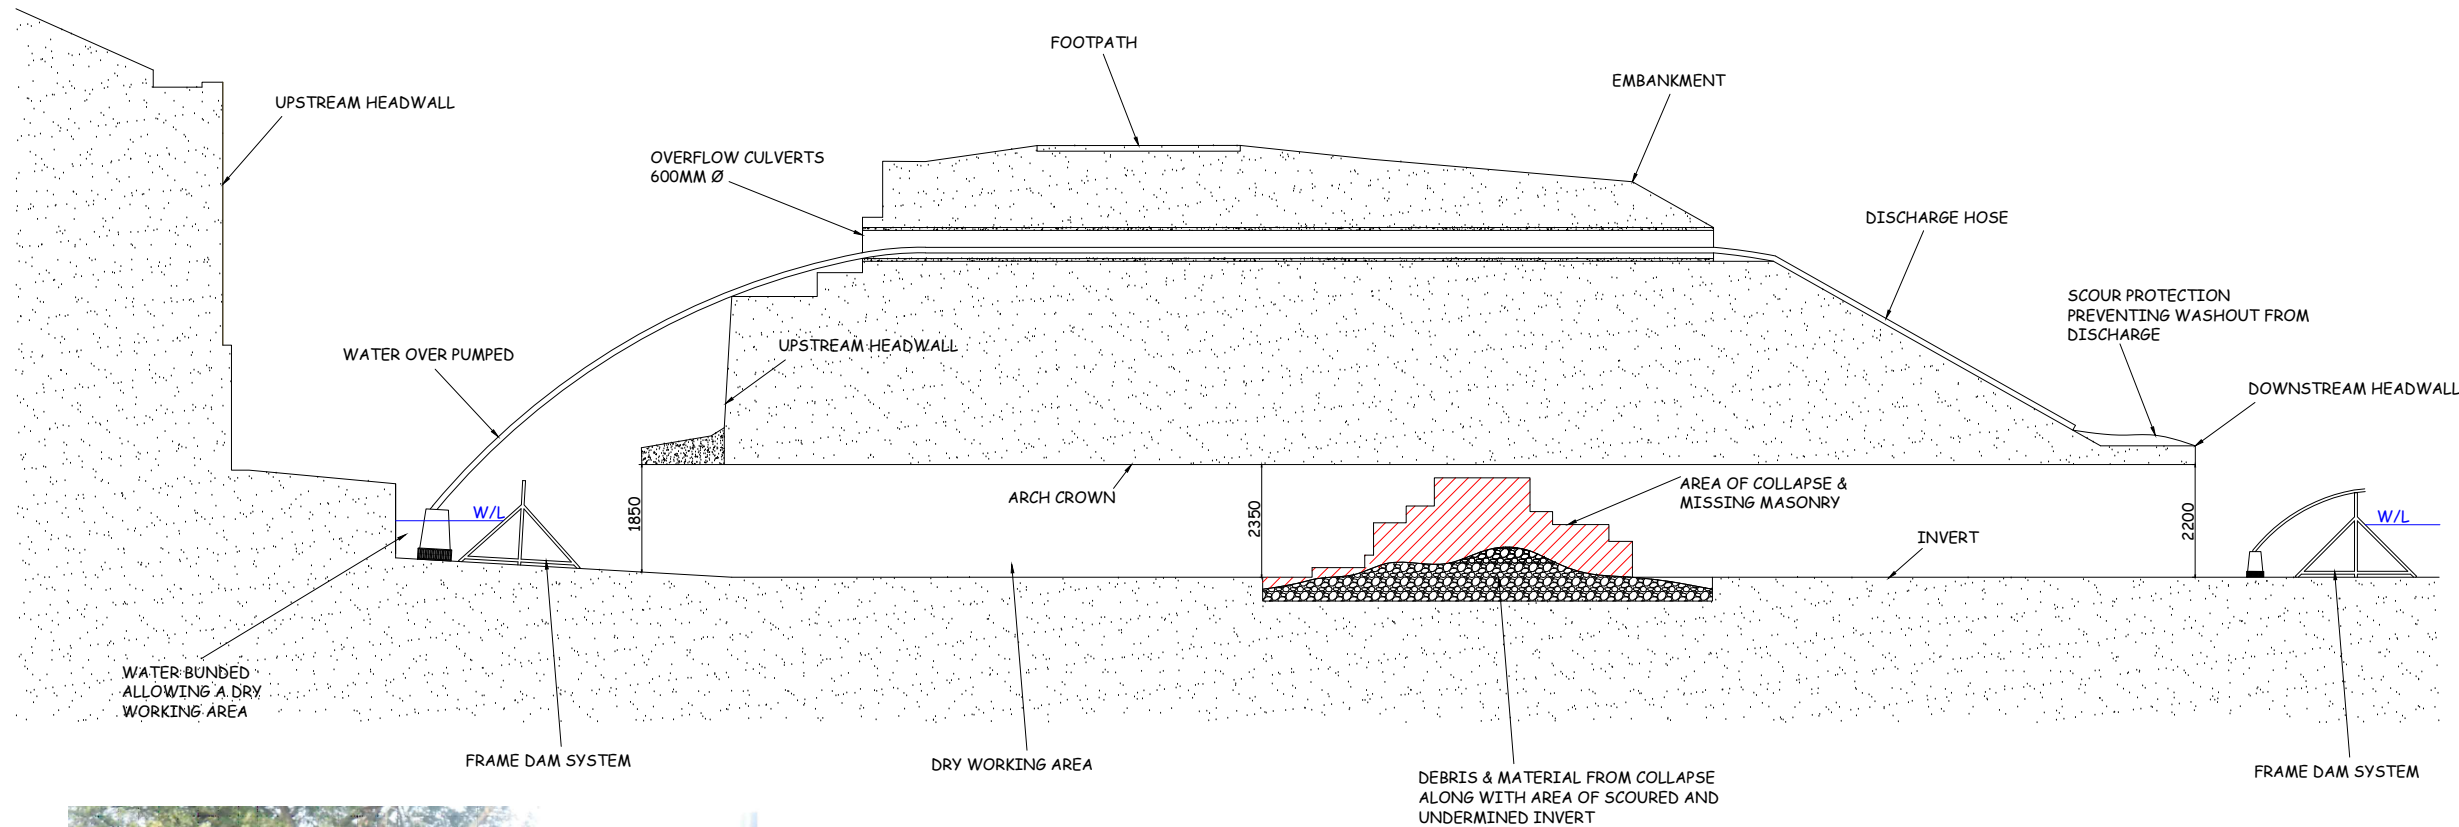 FOOTPATH
EMBANKMENT
UPSTREAM HEADWALL
OVERFLOW CULVERTS
600MM Ø
DISCHARGE HOSE
SCOUR PROTECTION
PREVENTING WASHOUT FROM
DISCHARGE
WATER OVER PUMPED
UPSTREAM HEADWALL
DOWNSTREAM HEADWALL
ARCH CROWN
AREA OF COLLAPSE &
MISSING MASONRY
W/L
1850
2350
2200
W/L
INVERT
WATER BUNDED
ALLOWING A DRY
WORKING AREA
FRAME DAM SYSTEM
DRY WORKING AREA
DEBRIS & MATERIAL FROM COLLAPSE
ALONG WITH AREA OF SCOURED AND
UNDERMINED INVERT
FRAME DAM SYSTEM